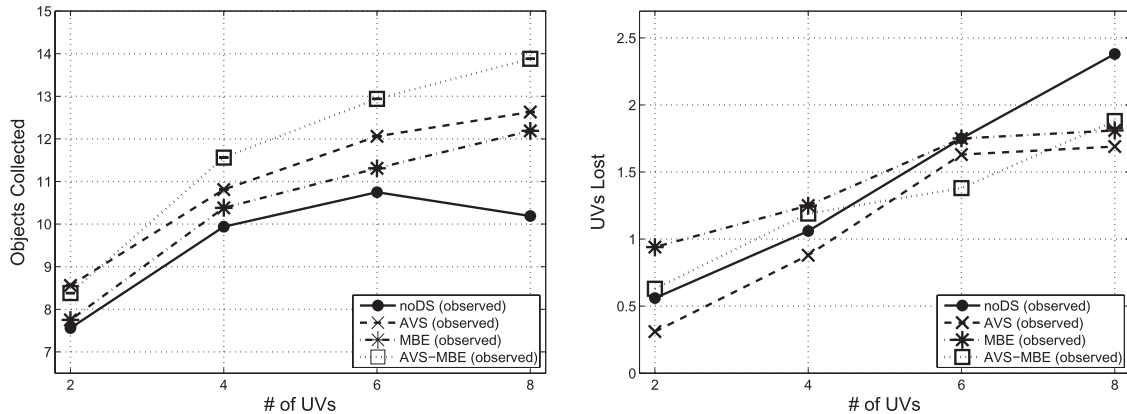 15
14
13
12
11
10
9
8
7
Objects Collected
2
4
6
8
# of UVs
noDS (observed)
AVS (observed)
MBE (observed)
AVS−MBE (observed)
2.5
2
1.5
1
0.5
0
UVs Lost
2
4
6
8
# of UVs
noDS (observed)
AVS (observed)
MBE (observed)
AVS−MBE (observed)